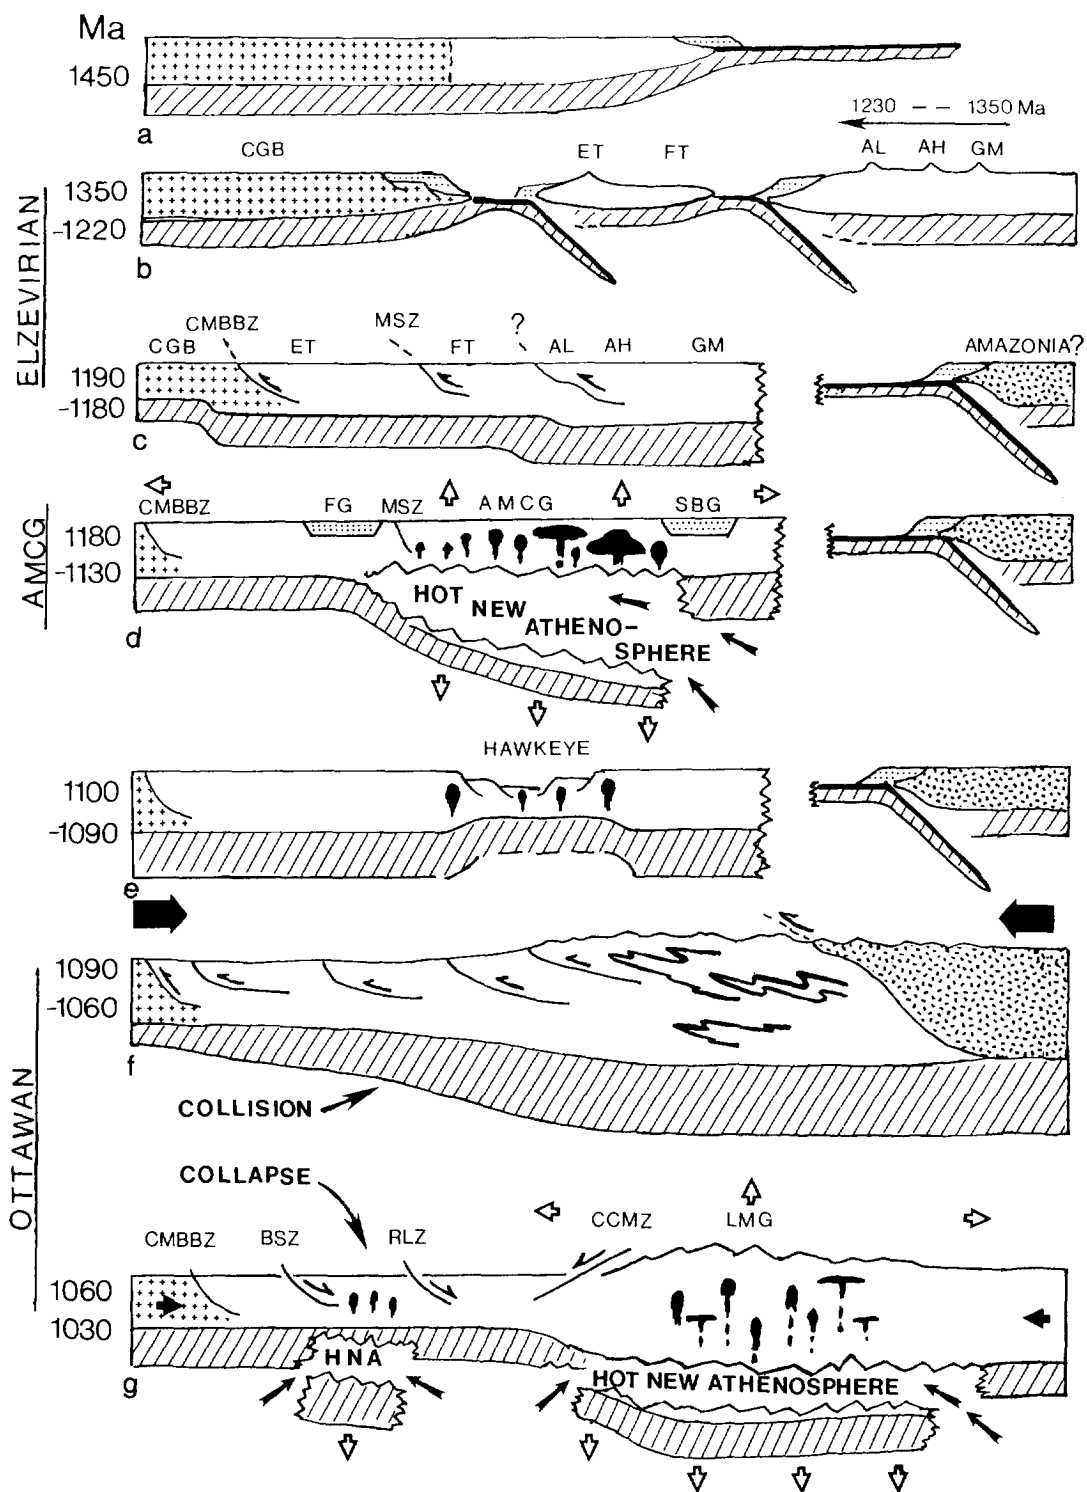 Ma
1450
a
1230 – – 1350 Ma
CGB ET FT AL AH GM
1350
-1220
b
ELZEVIRIAN
CMBBZ MSZ ?
CGB ET FT AL AH GM AMAZONIA?
1190
-1180
c
CMBBZ FG MSZ AMCG SBG
1180
-1130
AMCG
HOT
NEW
ATHENO-
SPHERE
d
HAWKEYE
1100
-1090
e
1090
-1060
f
COLLISION
OTTAWAN
COLLAPSE
CMBBZ BSZ RLZ CCMZ LMG
1060
1030
HNA
HOT NEW ATHENOSPHERE
g